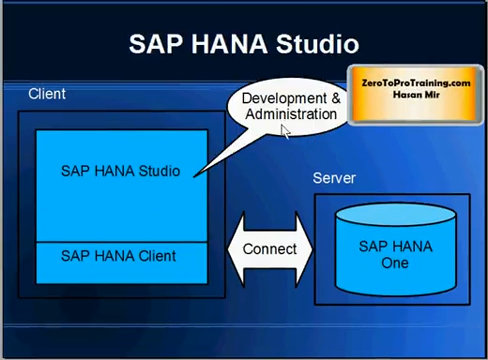 SAP HANA Studio
ZeroToProTraining.com
Hasan Mir
Client
Development &
Administration
SAP HANA Studio
Server
SAP HANA Client
Connect
SAP HANA
One